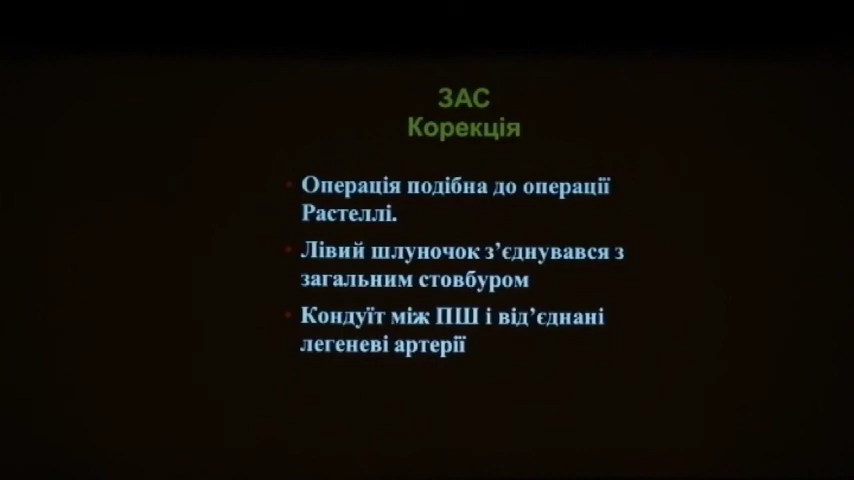 ЗАС
Корекція
• Операція подібна до операції
Растеллі.
• Лівий шлуночок з’єднувався з
загальним стовбуром
• Кондуїт між ПШ і від’єднані
легеневі артерії